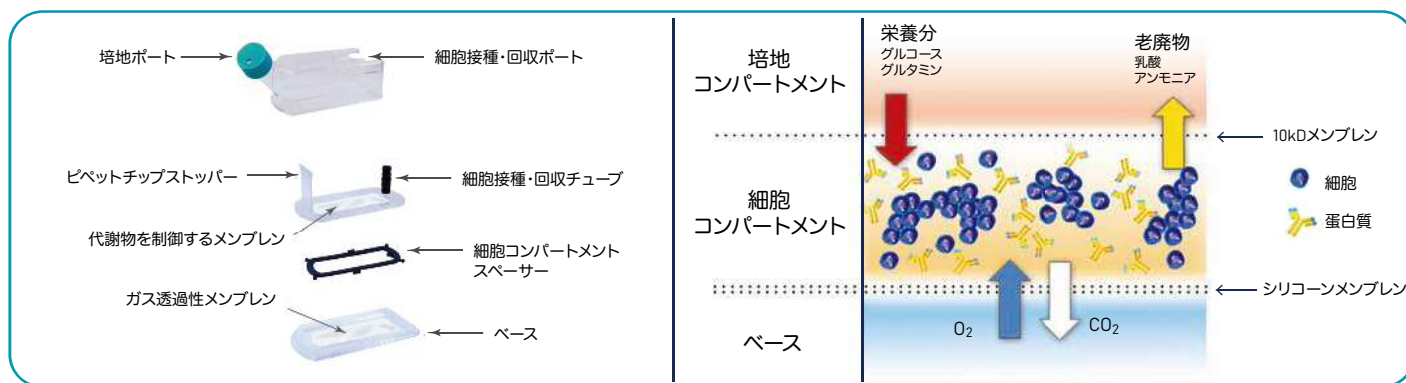 培地ポート
細胞接種・回収ポート
ピペットチップストッパー
細胞接種・回収チューブ
代謝物を制御するメンブレン
細胞コンパートメント
スペーサー
ガス透過性メンブレン
ベース
培地
コンパートメント
細胞
コンパートメント
ベース
栄養分
グルコース
グルタミン
老廃物
乳酸
アンモニア
10kDメンブレン
細胞
蛋白質
シリコーンメンブレン
O₂
CO₂